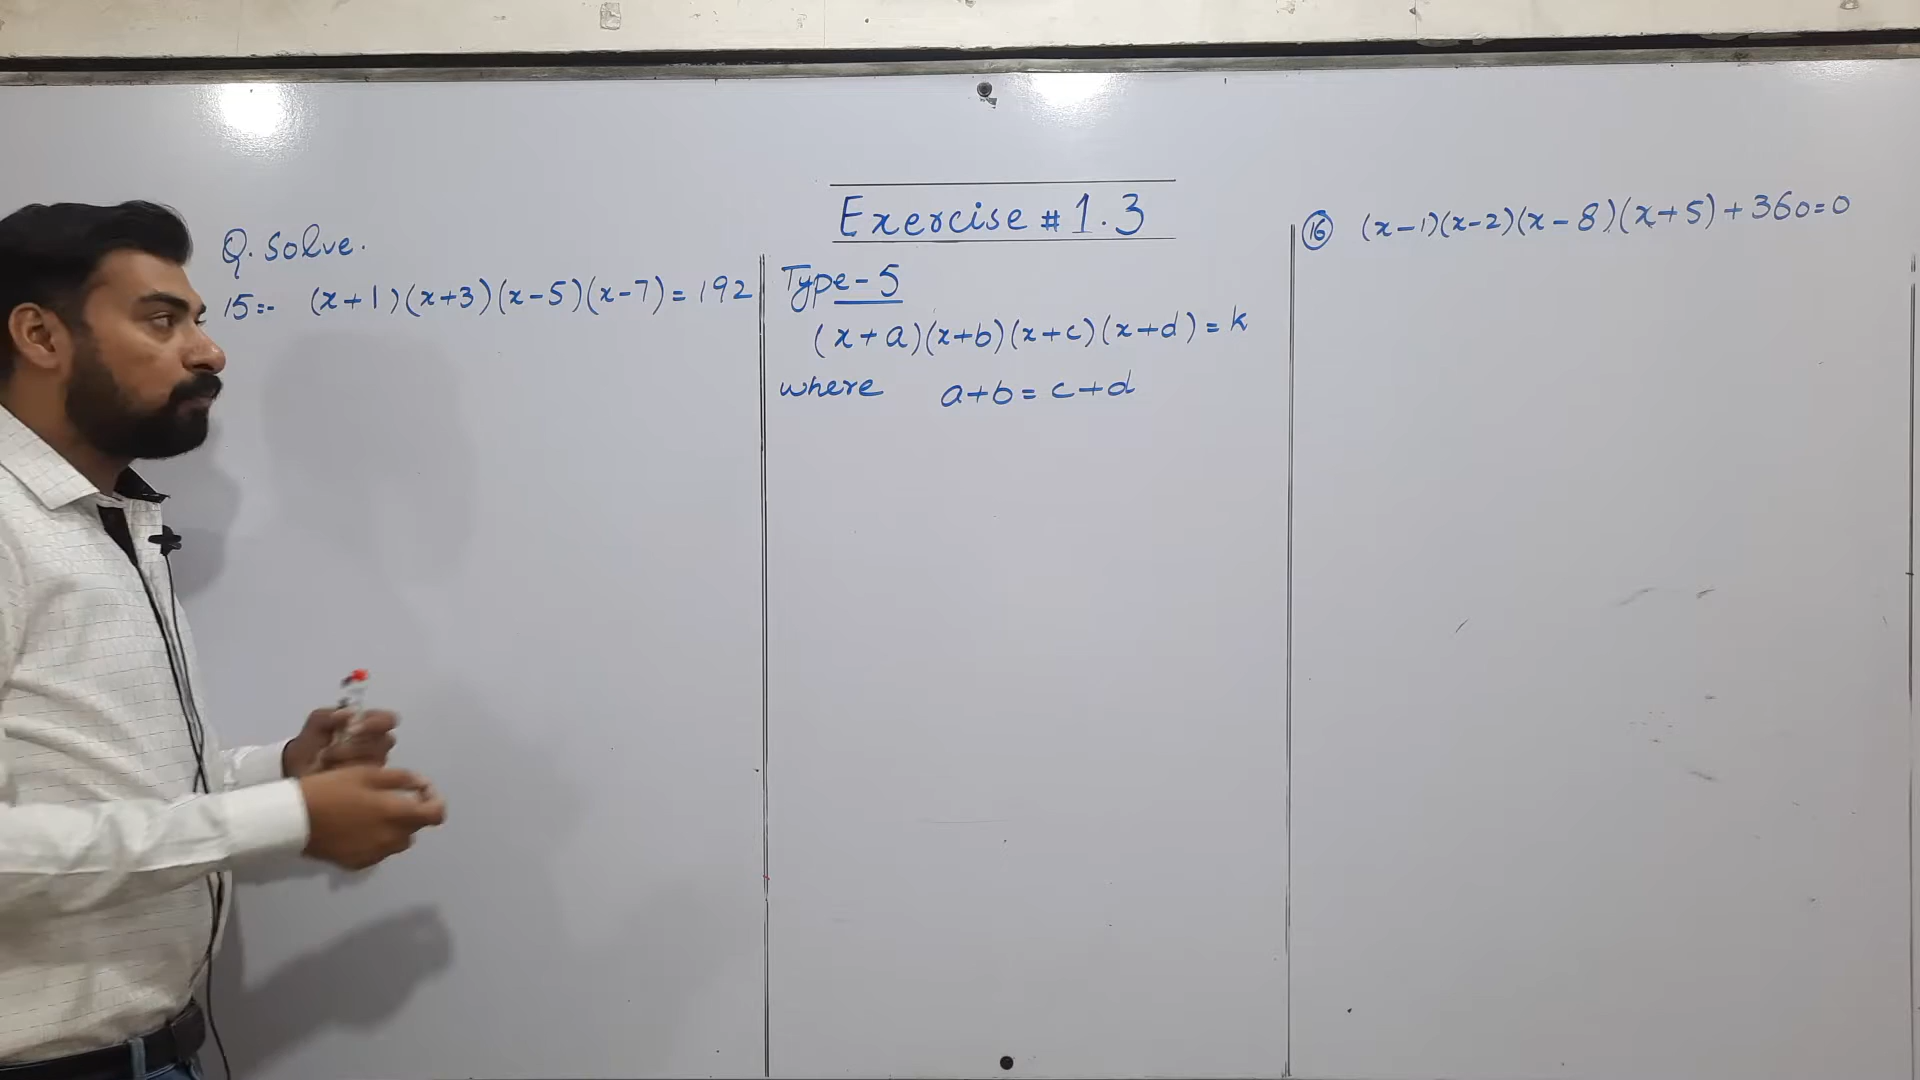 Exercise # 1.3
Q. Solve.
15:- (x+1)(x+3)(x-5)(x-7) = 192
Type-5
(x+a)(x+b)(x+c)(x+d) = k
where a+b = c+d
16 (x-1)(x-2)(x-8)(x+5)+360=0